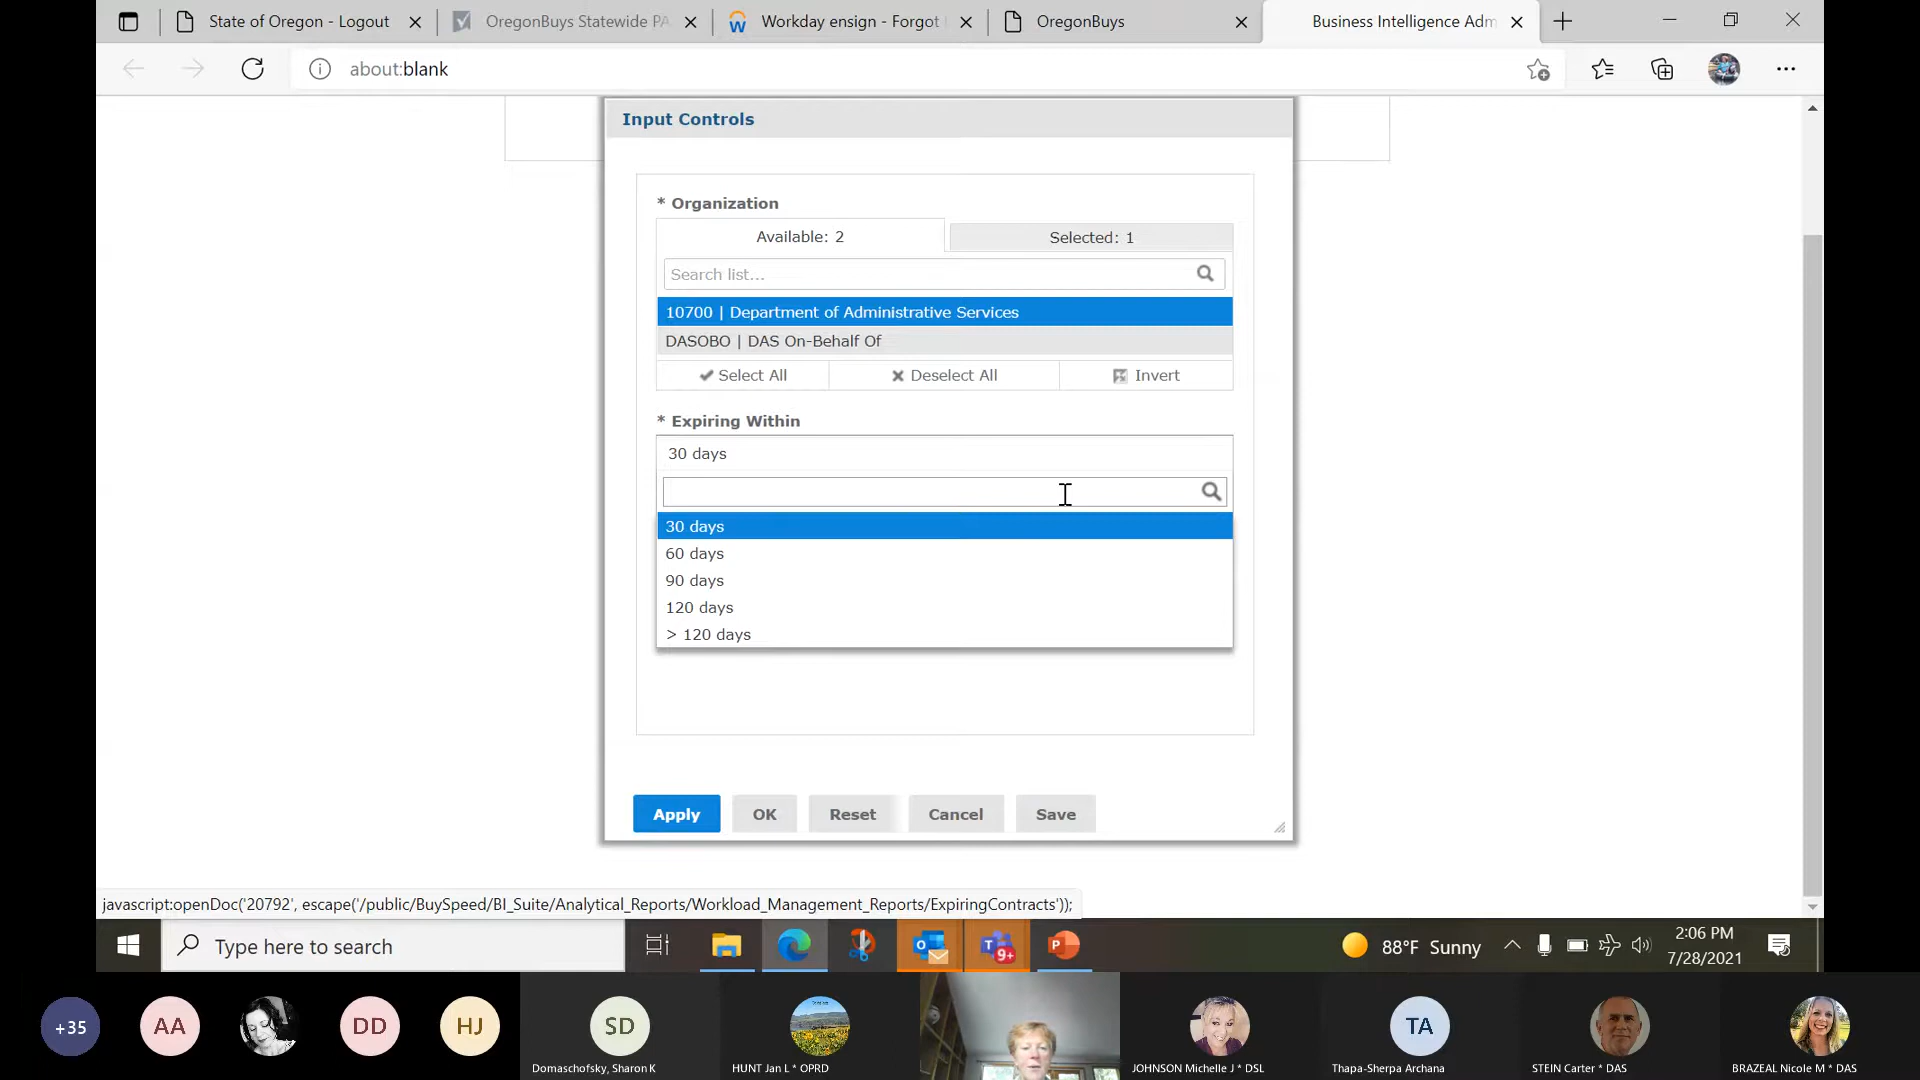 State of Oregon - Logout
OregonBuys Statewide PA
Workday ensign - Forgot
OregonBuys
Business Intelligence Adm
about:blank
Input Controls
* Organization
Available: 2
Selected: 1
Search list...
10700 | Department of Administrative Services
DASOBO | DAS On-Behalf Of
Select All
Deselect All
Invert
* Expiring Within
30 days
30 days
60 days
90 days
120 days
> 120 days
Apply
OK
Reset
Cancel
Save
javascript:openDoc('20792', escape('/public/BuySpeed/BI_Suite/Analytical_Reports/Workload_Management_Reports/ExpiringContracts'));
Type here to search
9+
88°F Sunny
2:06 PM
7/28/2021
+35
AA
DD
HJ
SD
TA
Domaschofsky, Sharon K
HUNT Jan L * OPRD
JOHNSON Michelle J * DSL
Thapa-Sherpa Archana
STEIN Carter * DAS
BRAZEAL Nicole M * DAS